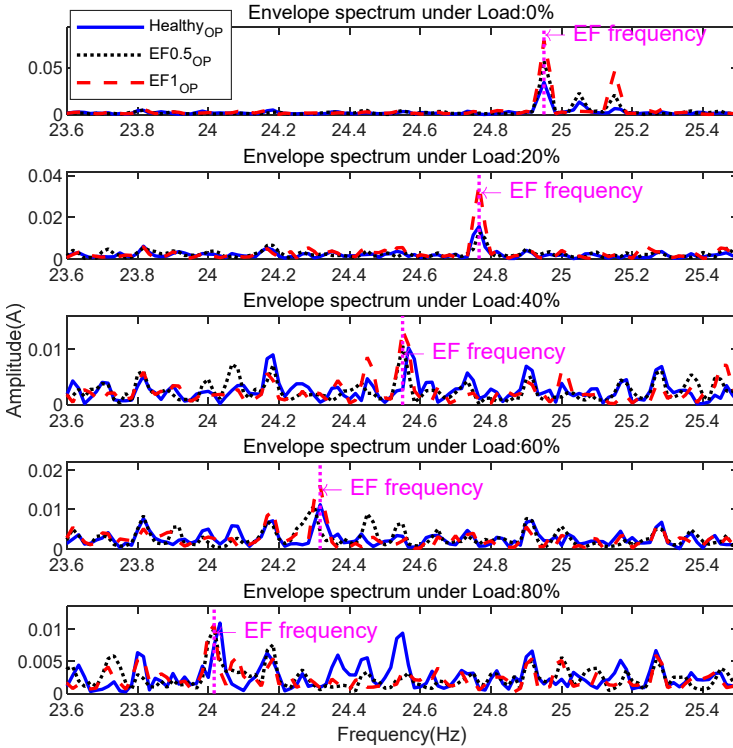 Envelope spectrum under Load:0%
Healthy_OP
EF0.5_OP
EF1_OP
← EF frequency
0.05
0
23.6 23.8 24 24.2 24.4 24.6 24.8 25 25.2 25.4
Envelope spectrum under Load:20%
← EF frequency
0.04
0.02
0
23.6 23.8 24 24.2 24.4 24.6 24.8 25 25.2 25.4
Envelope spectrum under Load:40%
← EF frequency
0.01
0
23.6 23.8 24 24.2 24.4 24.6 24.8 25 25.2 25.4
Amplitude(A)
Envelope spectrum under Load:60%
← EF frequency
0.02
0.01
0
23.6 23.8 24 24.2 24.4 24.6 24.8 25 25.2 25.4
Envelope spectrum under Load:80%
← EF frequency
0.01
0.005
0
23.6 23.8 24 24.2 24.4 24.6 24.8 25 25.2 25.4
Frequency(Hz)